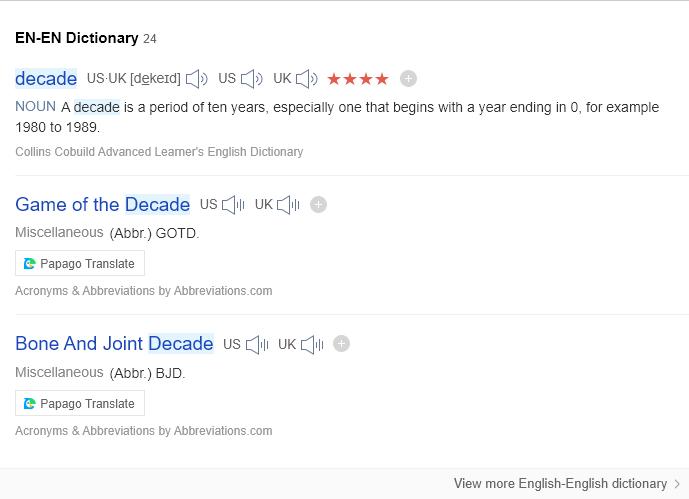 EN-EN Dictionary 24
decade US·UK [dekeɪd] US UK ★★★★
NOUN A decade is a period of ten years, especially one that begins with a year ending in 0, for example
1980 to 1989.
Collins Cobuild Advanced Learner's English Dictionary
Game of the Decade US UK
Miscellaneous (Abbr.) GOTD.
Papago Translate
Acronyms & Abbreviations by Abbreviations.com
Bone And Joint Decade US UK
Miscellaneous (Abbr.) BJD.
Papago Translate
Acronyms & Abbreviations by Abbreviations.com
View more English-English dictionary